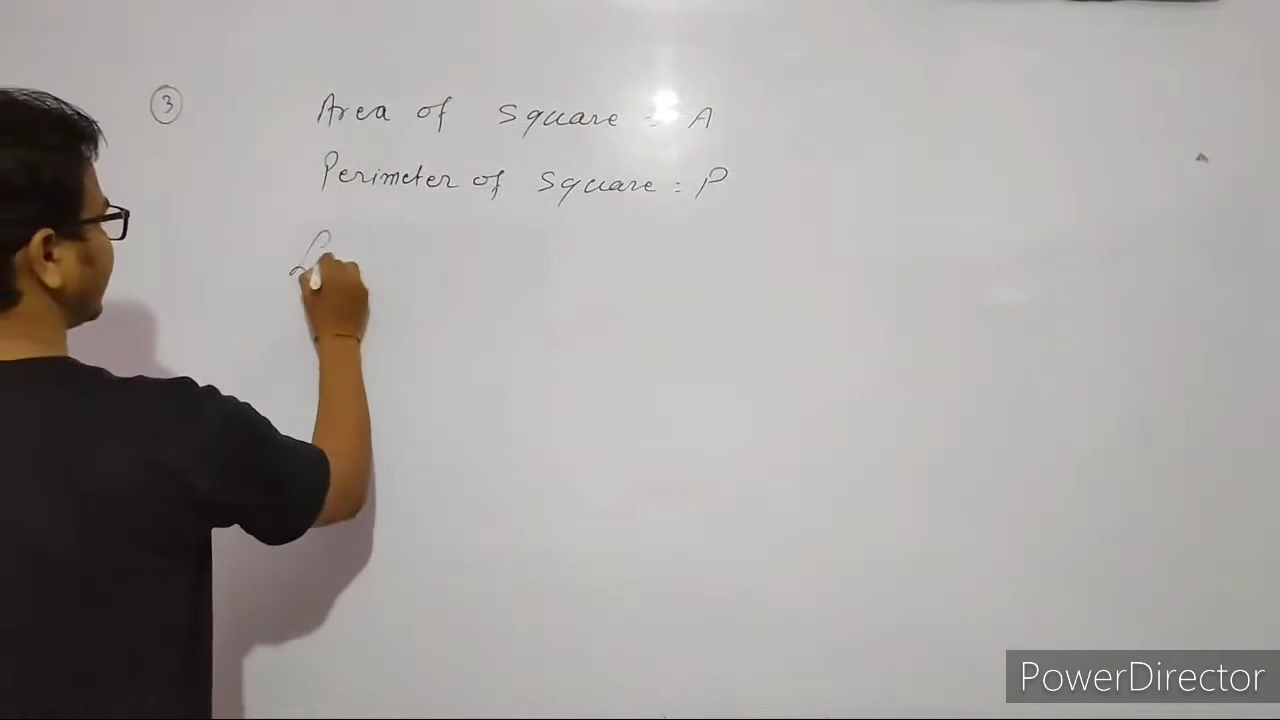 3
Area of Square = A
Perimeter of Square = P
PowerDirector